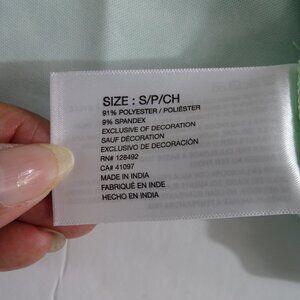 SIZE : S/P/CH
91% POLYESTER / POLIÉSTER
9% SPANDEX
EXCLUSIVE OF DECORATION
SAUF DÉCORATION
EXCLUSIVO DE DECORACIÓN
RN# 128492
CA# 41097
MADE IN INDIA
FABRIQUÉ EN INDE
HECHO EN INDIA